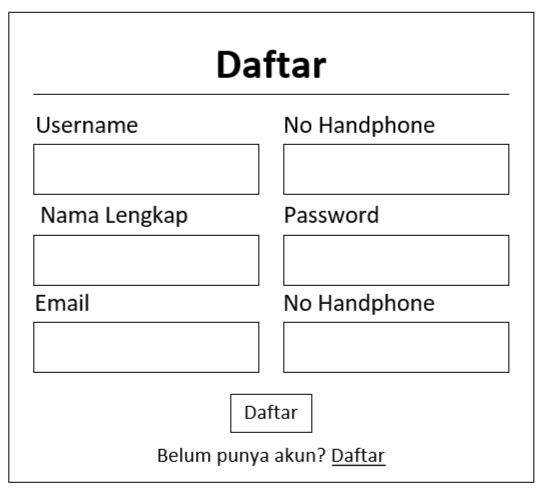 Daftar
Username
No Handphone
Nama Lengkap
Password
Email
No Handphone
Daftar
Belum punya akun? Daftar